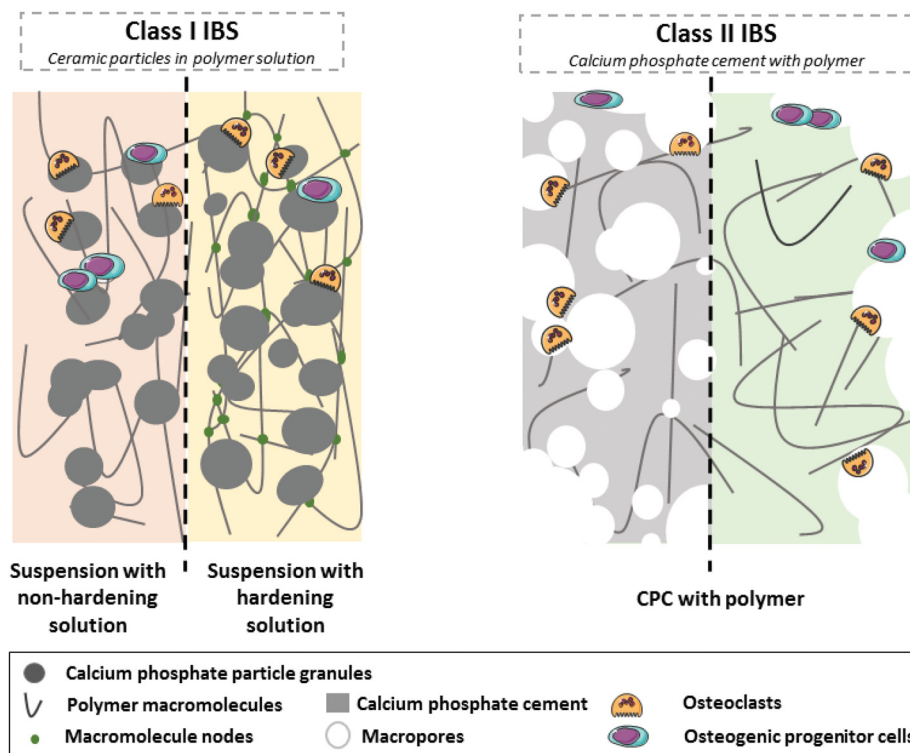 Class I IBS
Ceramic particles in polymer solution
Class II IBS
Calcium phosphate cement with polymer
Suspension with
non-hardening
solution
Suspension with
hardening
solution
CPC with polymer
Calcium phosphate particle granules
Polymer macromolecules
Calcium phosphate cement
Osteoclasts
Macromolecule nodes
Macropores
Osteogenic progenitor cells